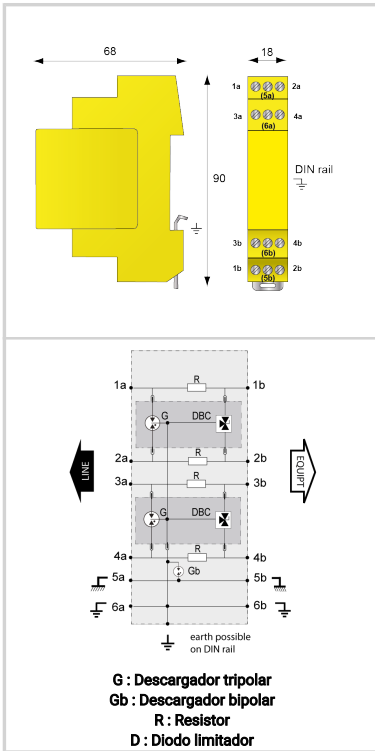 68
18
1a 2a
(5a)
3a 4a
(6a)
90
DIN rail
3b 4b
(6b)
1b 2b
(5b)
1a R 1b
G DBC
2a R 2b
3a R 3b
LINE
EQUIPT
G DBC
4a R 4b
Gb
5a 5b
6a 6b
earth possible
on DIN rail
G : Descargador tripolar
Gb : Descargador bipolar
R : Resistor
D : Diodo limitador